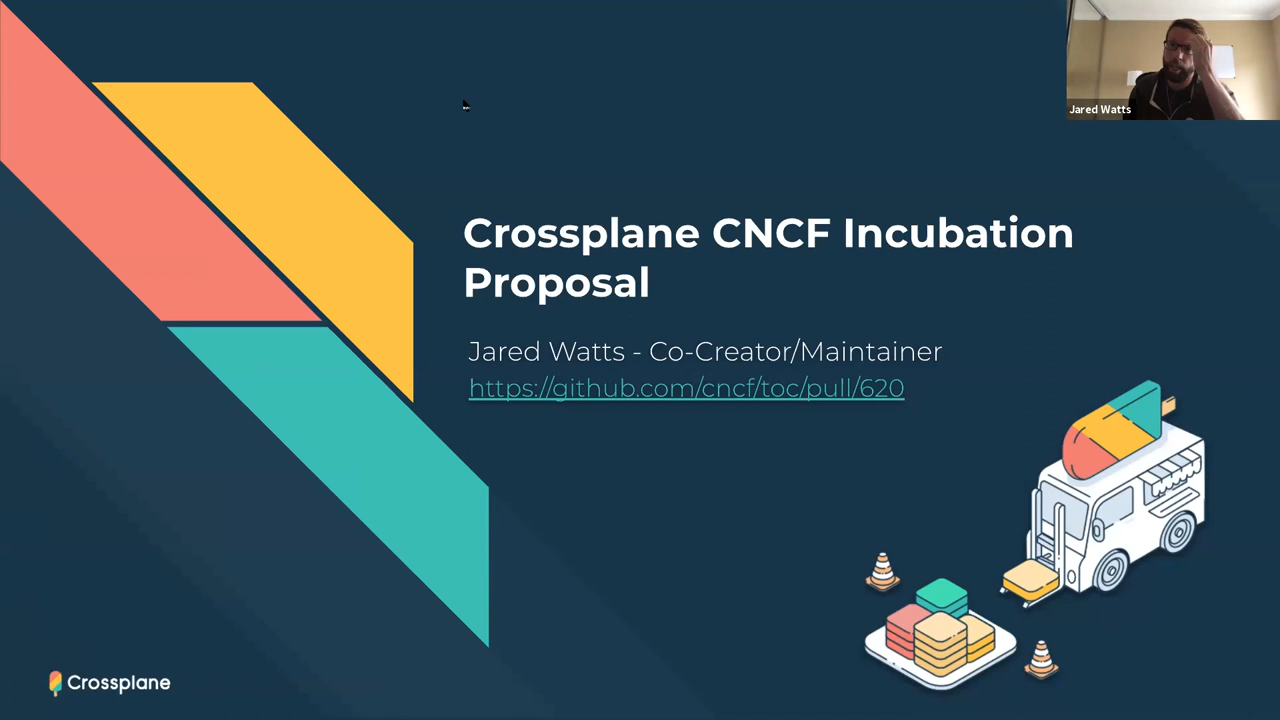 Jared Watts
Crossplane CNCF Incubation
Proposal
Jared Watts - Co-Creator/Maintainer
https://github.com/cncf/toc/pull/620
Crossplane